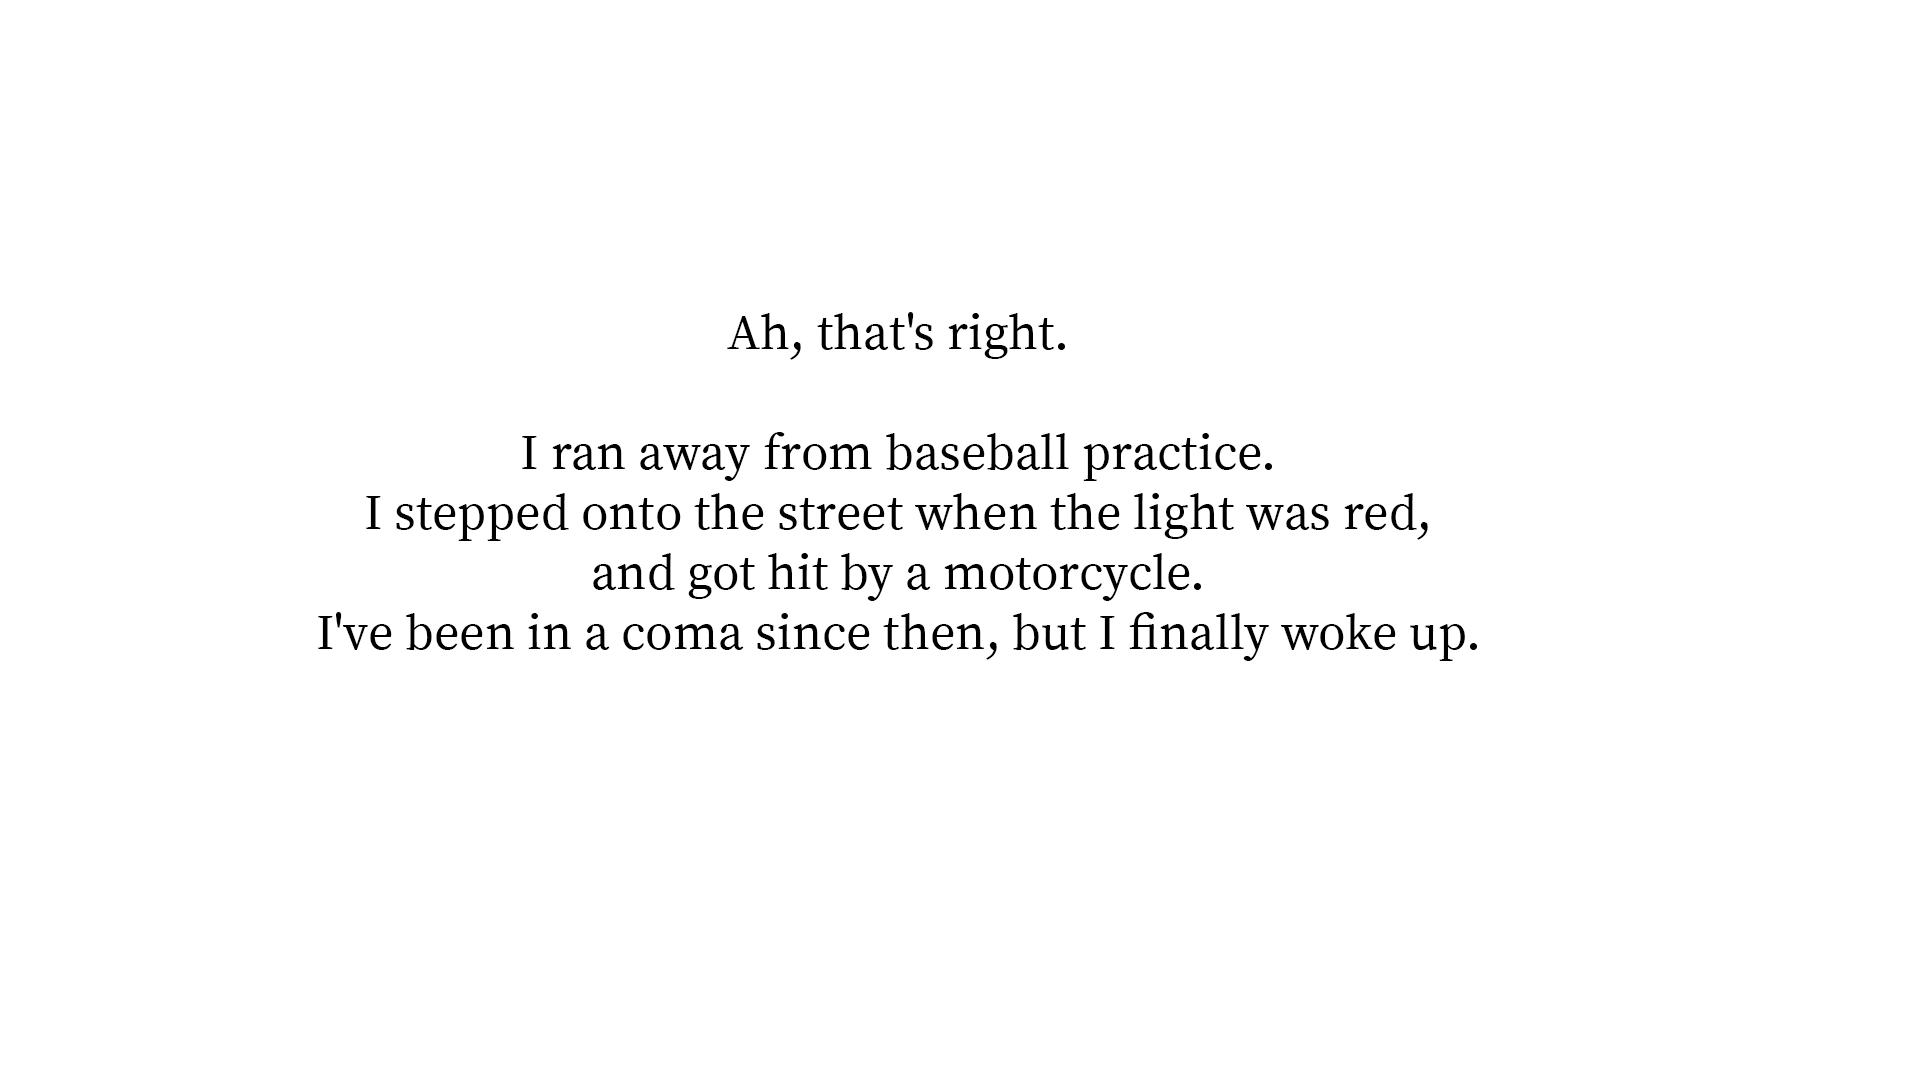 Ah, that's right.
I ran away from baseball practice.
I stepped onto the street when the light was red,
and got hit by a motorcycle.
I've been in a coma since then, but I finally woke up.